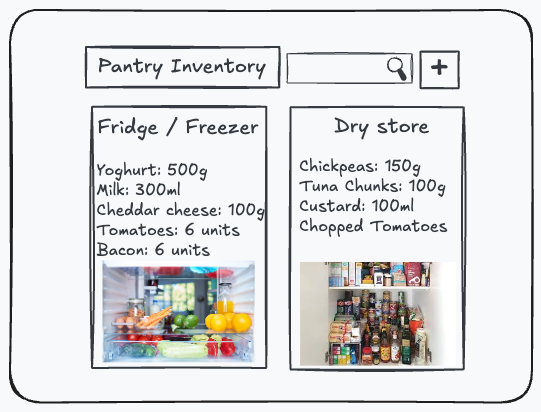 Pantry Inventory
+
Fridge / Freezer
Yoghurt: 500g
Milk: 300ml
Cheddar cheese: 100g
Tomatoes: 6 units
Bacon: 6 units
Dry store
Chickpeas: 150g
Tuna Chunks: 100g
Custard: 100ml
Chopped Tomatoes